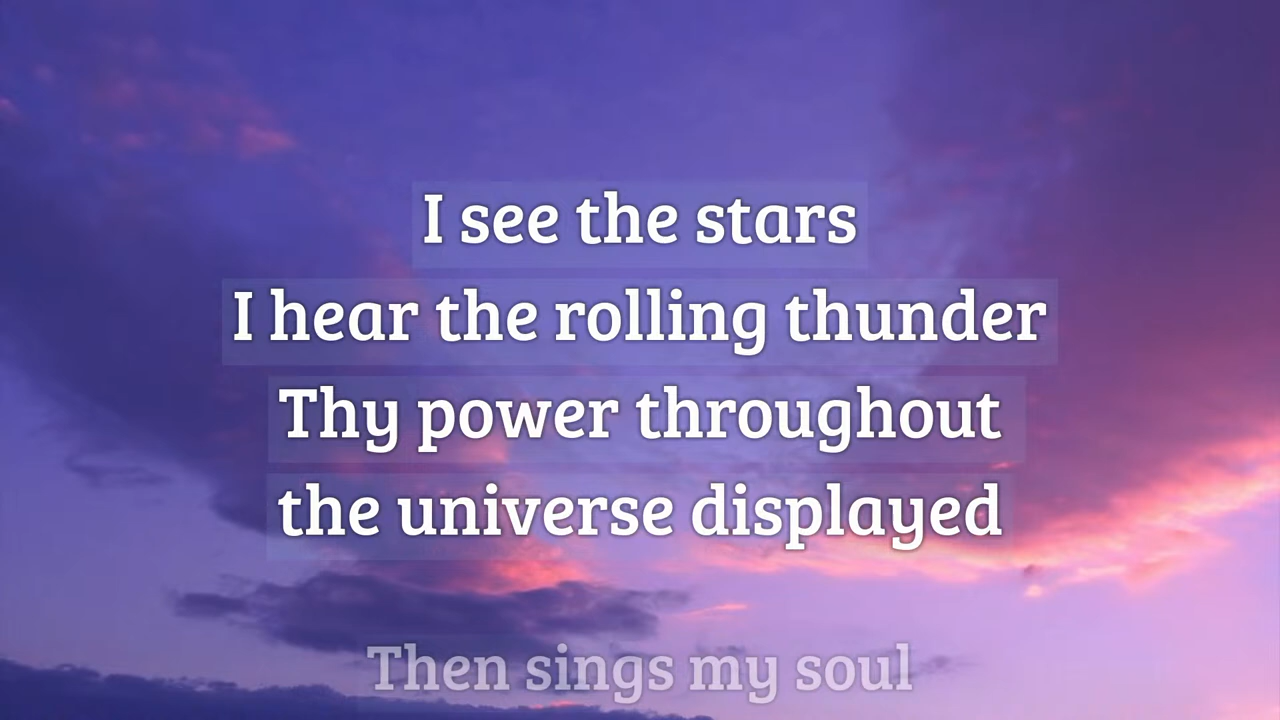 I see the stars
I hear the rolling thunder
Thy power throughout
the universe displayed
Then sings my soul